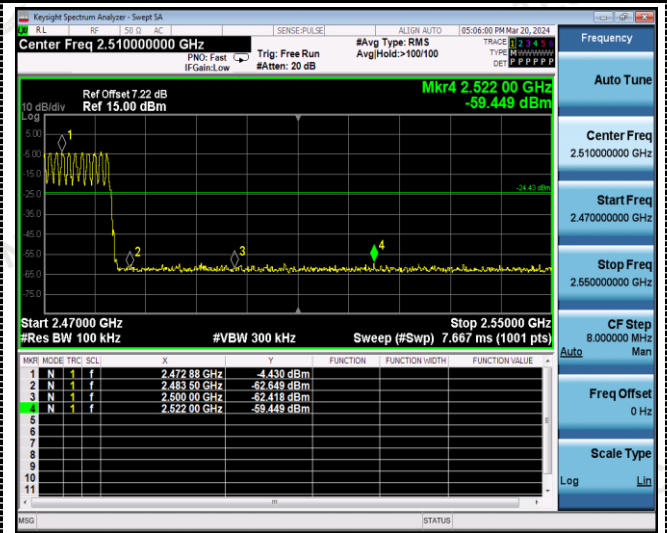 Keysight Spectrum Analyzer - Swept SA
RL RF 50 Ω AC SENSE:PULSE ALIGN AUTO 05:06:00 PM Mar 20, 2024
Center Freq 2.510000000 GHz #Avg Type: RMS TRACE 1 2 3 4 5 6
PNO: Fast Trig: Free Run Avg|Hold:>100/100 TYPE M W W W W W
IFGain:Low #Atten: 20 dB DET P P P P P P
Mkr4 2.522 00 GHz
-59.449 dBm
Ref Offset 7.22 dB
10 dB/div Ref 15.00 dBm
Log
5.00
-5.00
-15.0
-25.0
-35.0
-45.0
-55.0
-65.0
-75.0
1
2
3
4
-24.43 dBm
Start 2.47000 GHz Stop 2.55000 GHz
#Res BW 100 kHz #VBW 300 kHz Sweep (#Swp) 7.667 ms (1001 pts)
MKR MODE TRC SCL X Y FUNCTION FUNCTION WIDTH FUNCTION VALUE
1 N 1 f 2.472 88 GHz -4.430 dBm
2 N 1 f 2.483 50 GHz -62.649 dBm
3 N 1 f 2.500 00 GHz -62.418 dBm
4 N 1 f 2.522 00 GHz -59.449 dBm
5
6
7
8
9
10
11
MSG STATUS
Frequency
Auto Tune
Center Freq
2.510000000 GHz
Start Freq
2.470000000 GHz
Stop Freq
2.550000000 GHz
CF Step
8.000000 MHz
Auto Man
Freq Offset
0 Hz
Scale Type
Log Lin